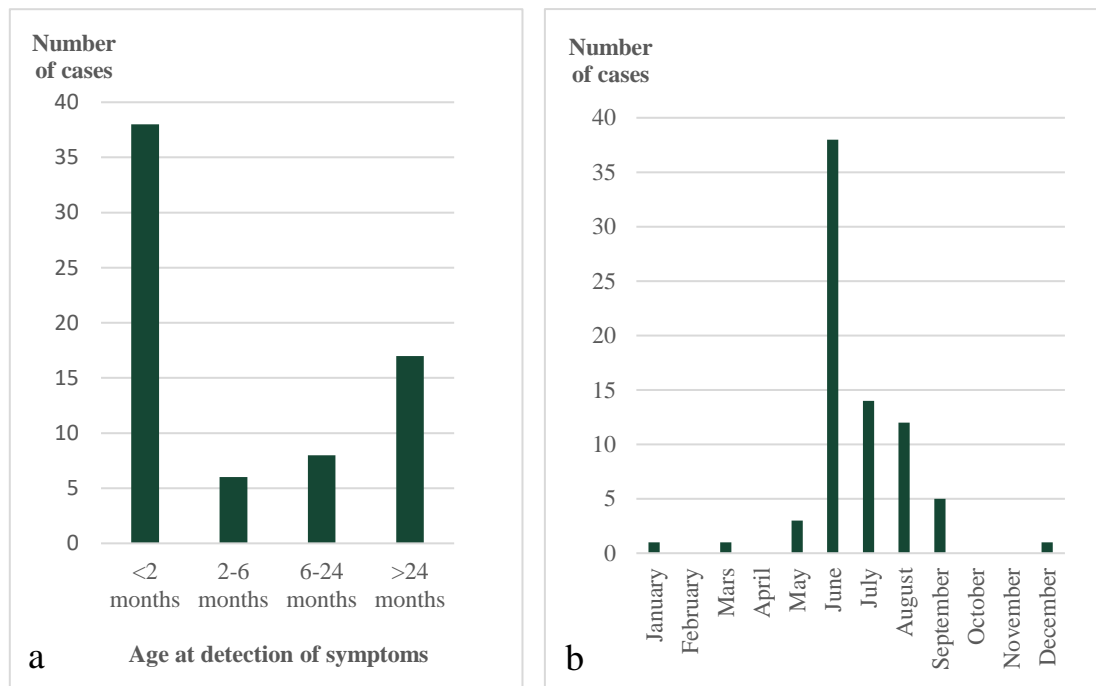 Number
of cases
40
35
30
25
20
15
10
5
0
<2
months
2-6
months
6-24
months
>24
months
a
Age at detection of symptoms
Number
of cases
40
35
30
25
20
15
10
5
0
January
February
Mars
April
May
June
July
August
September
October
November
December
b